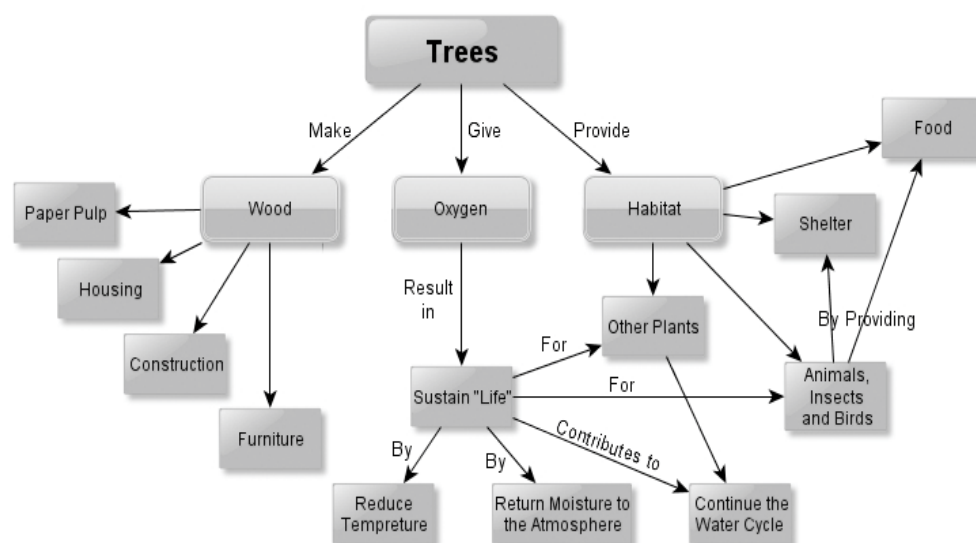 Trees
Make
Give
Provide
Food
Paper Pulp
Wood
Oxygen
Habitat
Shelter
Housing
Result
in
Other Plants
By Providing
Construction
For
For
Sustain "Life"
Animals,
Insects
and Birds
Furniture
By
By
Contributes to
Reduce
Tempreture
Return Moisture to
the Atmosphere
Continue the
Water Cycle